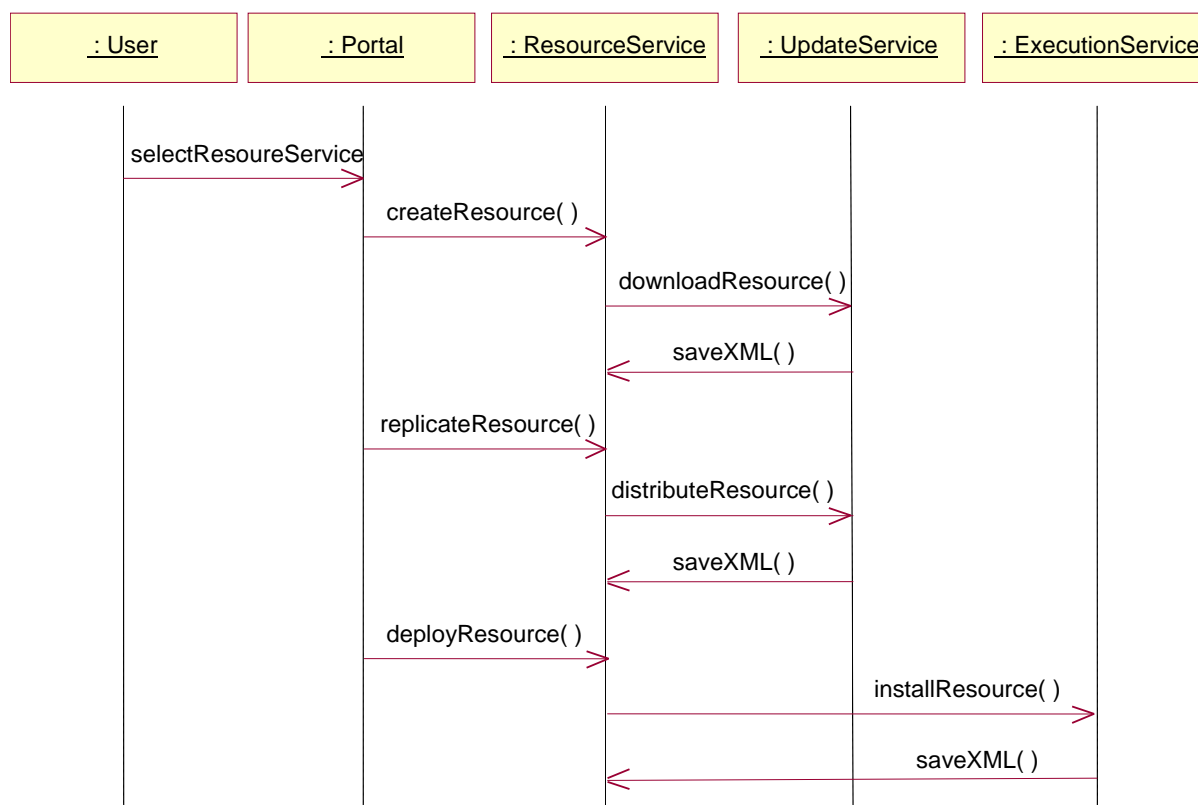 : User
: Portal
: ResourceService
: UpdateService
: ExecutionService
selectResoureService
createResource( )
downloadResource( )
saveXML( )
replicateResource( )
distributeResource( )
saveXML( )
deployResource( )
installResource( )
saveXML( )